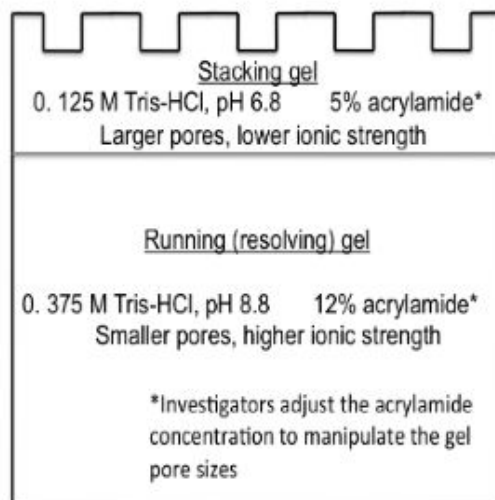 Stacking gel
0. 125 M Tris-HCl, pH 6.8 5% acrylamide*
Larger pores, lower ionic strength
Running (resolving) gel
0. 375 M Tris-HCl, pH 8.8 12% acrylamide*
Smaller pores, higher ionic strength
*Investigators adjust the acrylamide
concentration to manipulate the gel
pore sizes